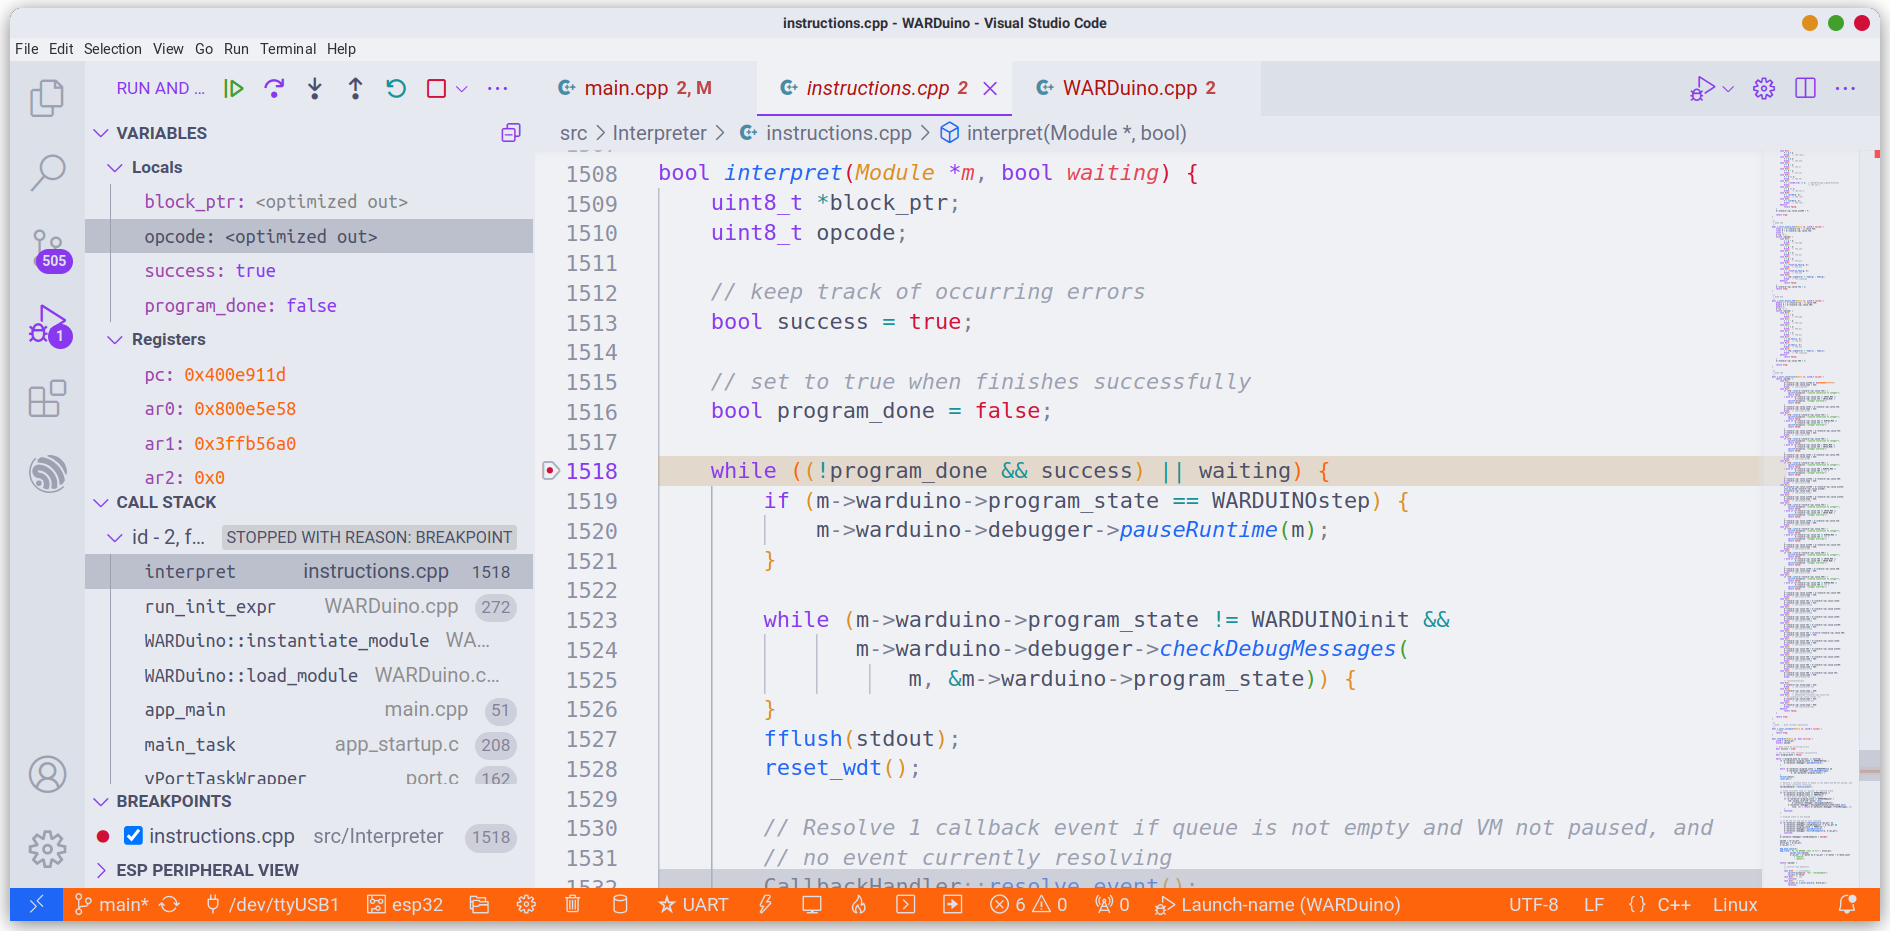 instructions.cpp - WARDuino - Visual Studio Code
File Edit Selection View Go Run Terminal Help
RUN AND ...
main.cpp 2, M
instructions.cpp 2
WARDuino.cpp 2
src > Interpreter > instructions.cpp > interpret(Module *, bool)
VARIABLES
Locals
block_ptr: <optimized out>
opcode: <optimized out>
success: true
program_done: false
Registers
pc: 0x400e911d
ar0: 0x800e5e58
ar1: 0x3ffb56a0
ar2: 0x0
CALL STACK
id - 2, f... STOPPED WITH REASON: BREAKPOINT
interpret instructions.cpp 1518
run_init_expr WARDuino.cpp 272
WARDuino::instantiate_module WA...
WARDuino::load_module WARDuino.c...
app_main main.cpp 51
main_task app_startup.c 208
vPortTaskWrapper port.c 162
BREAKPOINTS
instructions.cpp src/Interpreter 1518
ESP PERIPHERAL VIEW
505
1
1508 bool interpret(Module *m, bool waiting) {
1509 uint8_t *block_ptr;
1510 uint8_t opcode;
1511
1512 // keep track of occurring errors
1513 bool success = true;
1514
1515 // set to true when finishes successfully
1516 bool program_done = false;
1517
1518 while ((!program_done && success) || waiting) {
1519 if (m->warduino->program_state == WARDUINOstep) {
1520 m->warduino->debugger->pauseRuntime(m);
1521 }
1522
1523 while (m->warduino->program_state != WARDUINOinit &&
1524 m->warduino->debugger->checkDebugMessages(
1525 m, &m->warduino->program_state)) {
1526 }
1527 fflush(stdout);
1528 reset_wdt();
1529
1530 // Resolve 1 callback event if queue is not empty and VM not paused, and
1531 // no event currently resolving
1532 CallbackHandler::resolve_event();
main* /dev/ttyUSB1 esp32 UART 6 0 0 Launch-name (WARDuino) UTF-8 LF {} C++ Linux